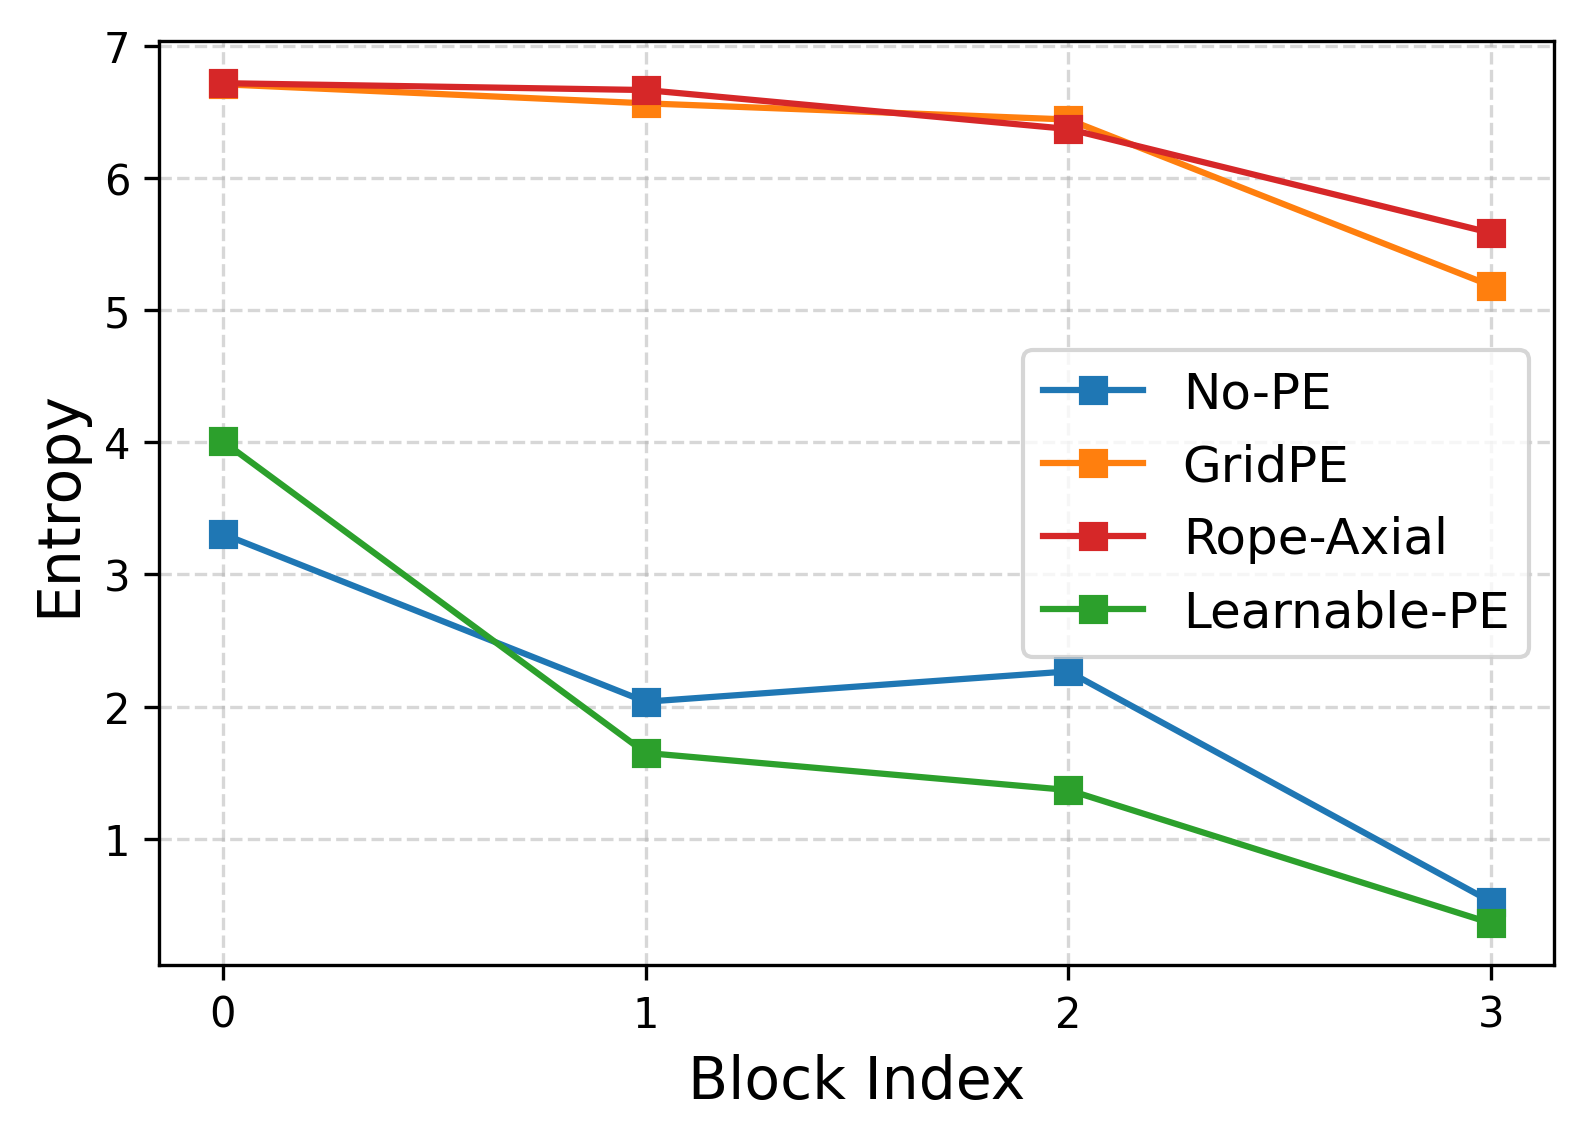 7
6
5
4
3
2
1
Entropy
No-PE
GridPE
Rope-Axial
Learnable-PE
0 1 2 3
Block Index